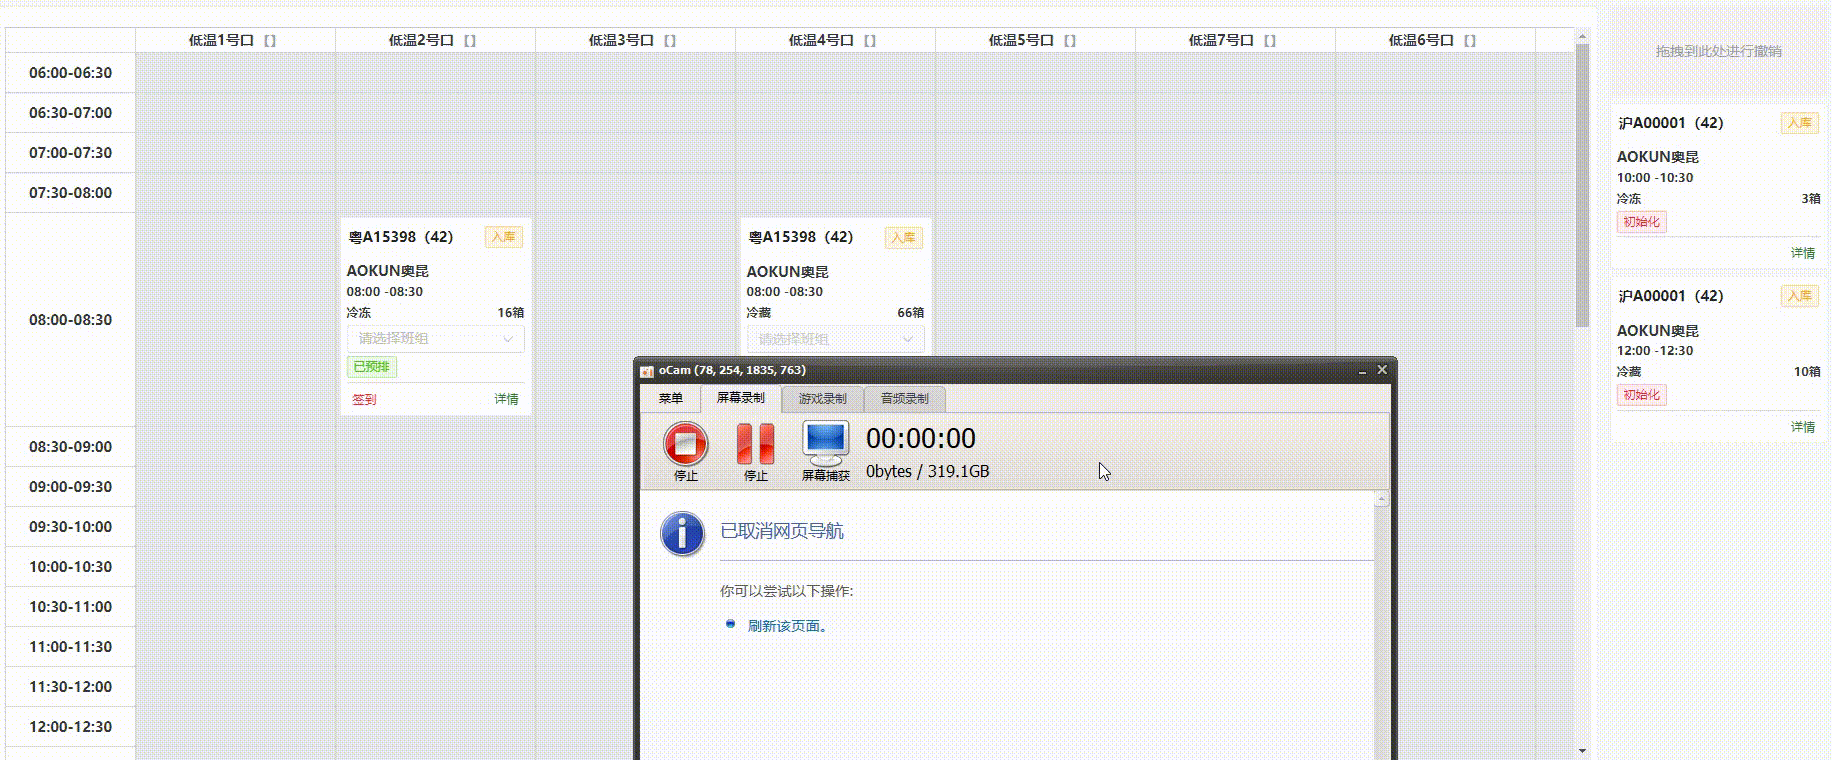 低温1号口 []
低温2号口 []
低温3号口 []
低温4号口 []
低温5号口 []
低温7号口 []
低温6号口 []
06:00-06:30
06:30-07:00
07:00-07:30
07:30-08:00
08:00-08:30
08:30-09:00
09:00-09:30
09:30-10:00
10:00-10:30
10:30-11:00
11:00-11:30
11:30-12:00
12:00-12:30
粤A15398（42） 入库
AOKUN奥昆
08:00 -08:30
冷冻 16箱
请选择班组
已预排
签到 详情
粤A15398（42） 入库
AOKUN奥昆
08:00 -08:30
冷藏 66箱
请选择班组
oCam (78, 254, 1835, 763)
菜单 屏幕录制 游戏录制 音频录制
停止 停止 屏幕捕获
00:00:00
0bytes / 319.1GB
已取消网页导航
你可以尝试以下操作:
刷新该页面。
拖拽到此处进行撤销
沪A00001（42） 入库
AOKUN奥昆
10:00 -10:30
冷冻 3箱
初始化
详情
沪A00001（42） 入库
AOKUN奥昆
12:00 -12:30
冷藏 10箱
初始化
详情